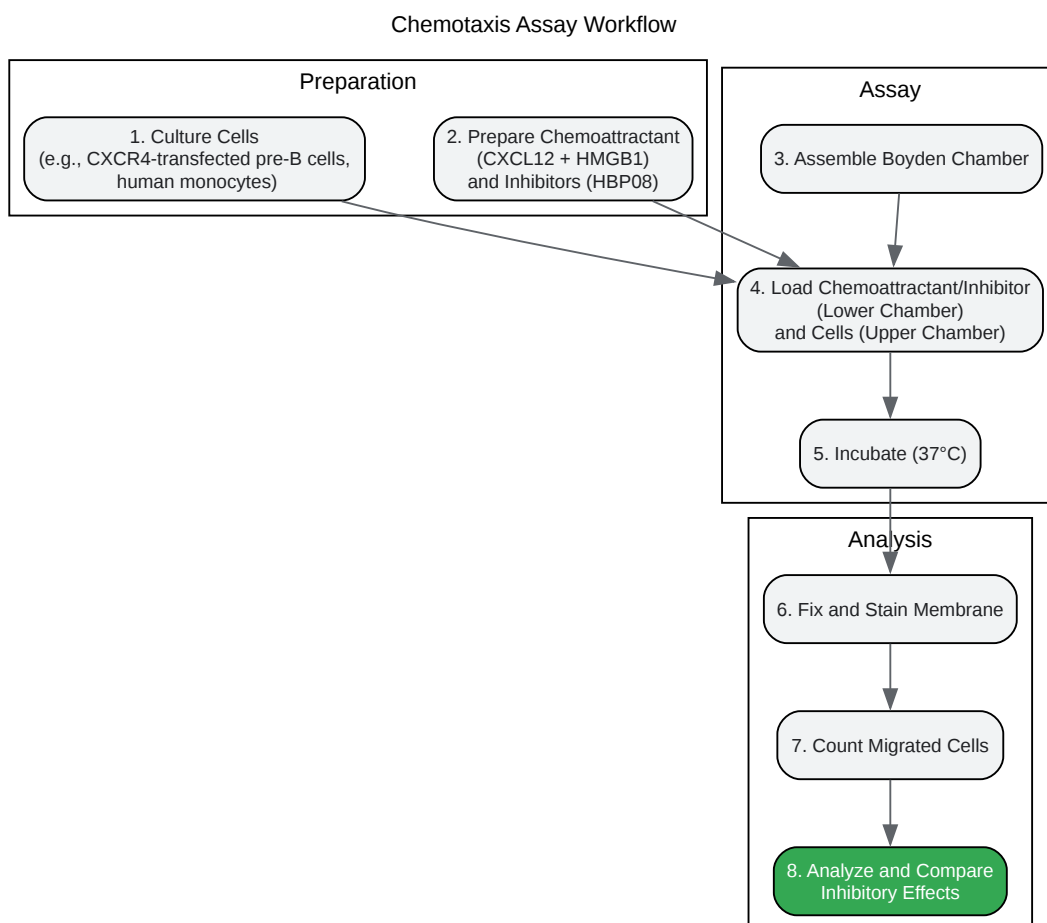 Chemotaxis Assay Workflow
Preparation
1. Culture Cells
(e.g., CXCR4-transfected pre-B cells,
human monocytes)
2. Prepare Chemoattractant
(CXCL12 + HMGB1)
and Inhibitors (HBP08)
Assay
3. Assemble Boyden Chamber
4. Load Chemoattractant/Inhibitor
(Lower Chamber)
and Cells (Upper Chamber)
5. Incubate (37°C)
Analysis
6. Fix and Stain Membrane
7. Count Migrated Cells
8. Analyze and Compare
Inhibitory Effects